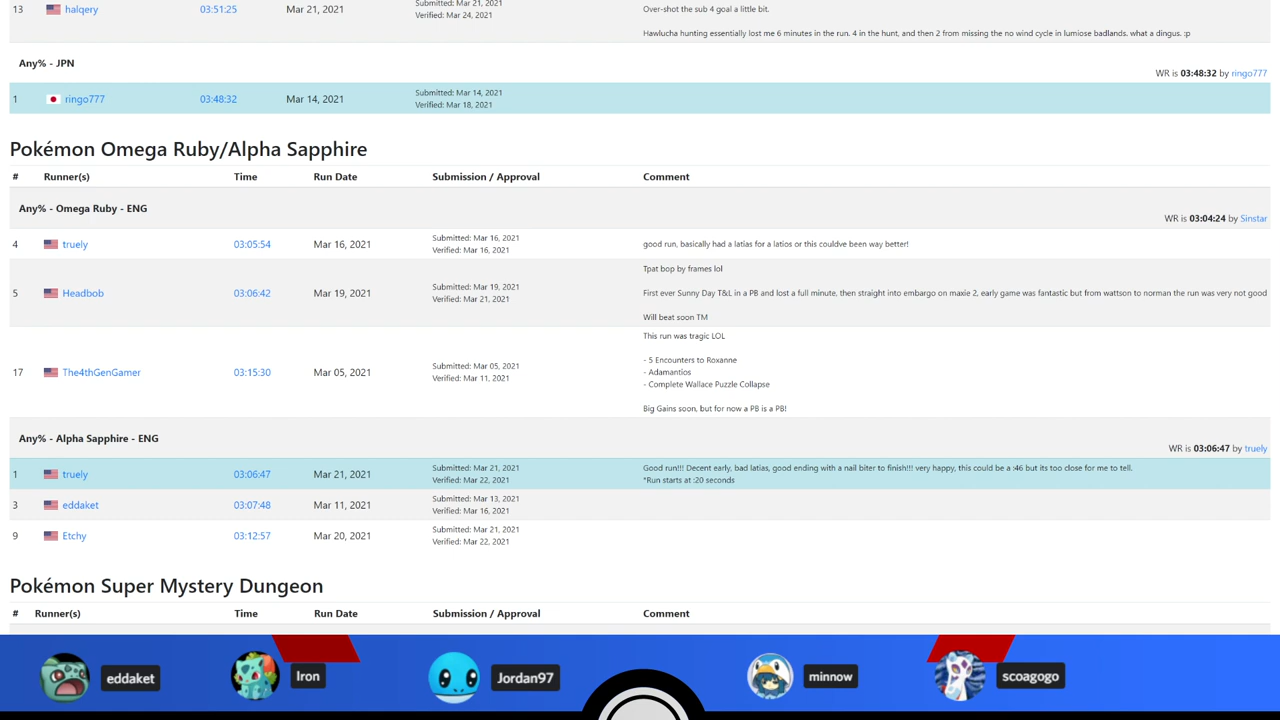 Submitted: Mar 21, 2021
13 halqery 03:51:25 Mar 21, 2021 Verified: Mar 24, 2021 Over-shot the sub 4 goal a little bit.
Hawlucha hunting essentially lost me 6 minutes in the run. 4 in the hunt, and then 2 from missing the no wind cycle in lumiose badlands. what a dingus. :p
Any% - JPN
WR is 03:48:32 by ringo777
1 ringo777 03:48:32 Mar 14, 2021 Submitted: Mar 14, 2021
Verified: Mar 18, 2021
Pokémon Omega Ruby/Alpha Sapphire
# Runner(s) Time Run Date Submission / Approval Comment
Any% - Omega Ruby - ENG
WR is 03:04:24 by Sinstar
4 truely 03:05:54 Mar 16, 2021 Submitted: Mar 16, 2021
Verified: Mar 16, 2021
good run, basically had a latias for a latios or this couldve been way better!
5 Headbob 03:06:42 Mar 19, 2021 Submitted: Mar 19, 2021
Verified: Mar 21, 2021
Tpat bop by frames lol
First ever Sunny Day T&L in a PB and lost a full minute, then straight into embargo on maxie 2, early game was fantastic but from wattson to norman the run was very not good
Will beat soon TM
17 The4thGenGamer 03:15:30 Mar 05, 2021 Submitted: Mar 05, 2021
Verified: Mar 11, 2021
This run was tragic LOL
- 5 Encounters to Roxanne
- Adamantios
- Complete Wallace Puzzle Collapse
Big Gains soon, but for now a PB is a PB!
Any% - Alpha Sapphire - ENG
WR is 03:06:47 by truely
1 truely 03:06:47 Mar 21, 2021 Submitted: Mar 21, 2021
Verified: Mar 22, 2021
Good run!!! Decent early, bad latias, good ending with a nail biter to finish!!! very happy, this could be a :46 but its too close for me to tell.
*Run starts at :20 seconds
3 eddaket 03:07:48 Mar 11, 2021 Submitted: Mar 13, 2021
Verified: Mar 16, 2021
9 Etchy 03:12:57 Mar 20, 2021 Submitted: Mar 21, 2021
Verified: Mar 22, 2021
Pokémon Super Mystery Dungeon
# Runner(s) Time Run Date Submission / Approval Comment
eddaket Iron Jordan97 minnow scoagogo